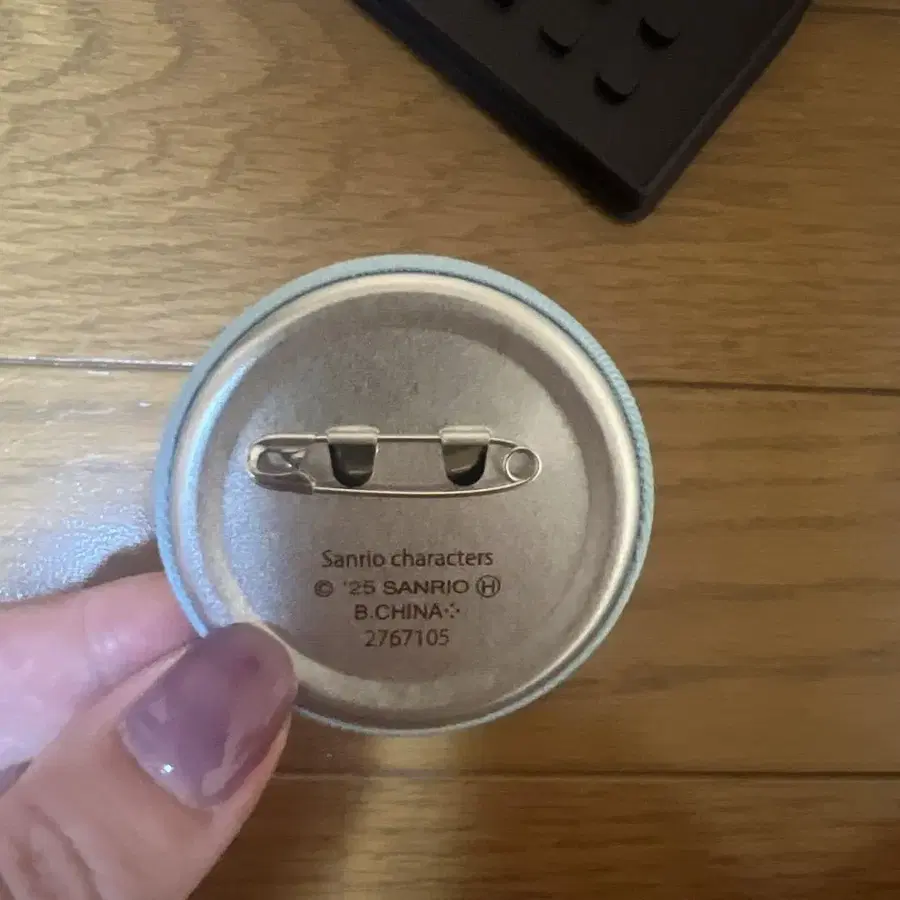 Sanrio characters
© '25 SANRIO Ⓗ
B.CHINA⁘
2767105